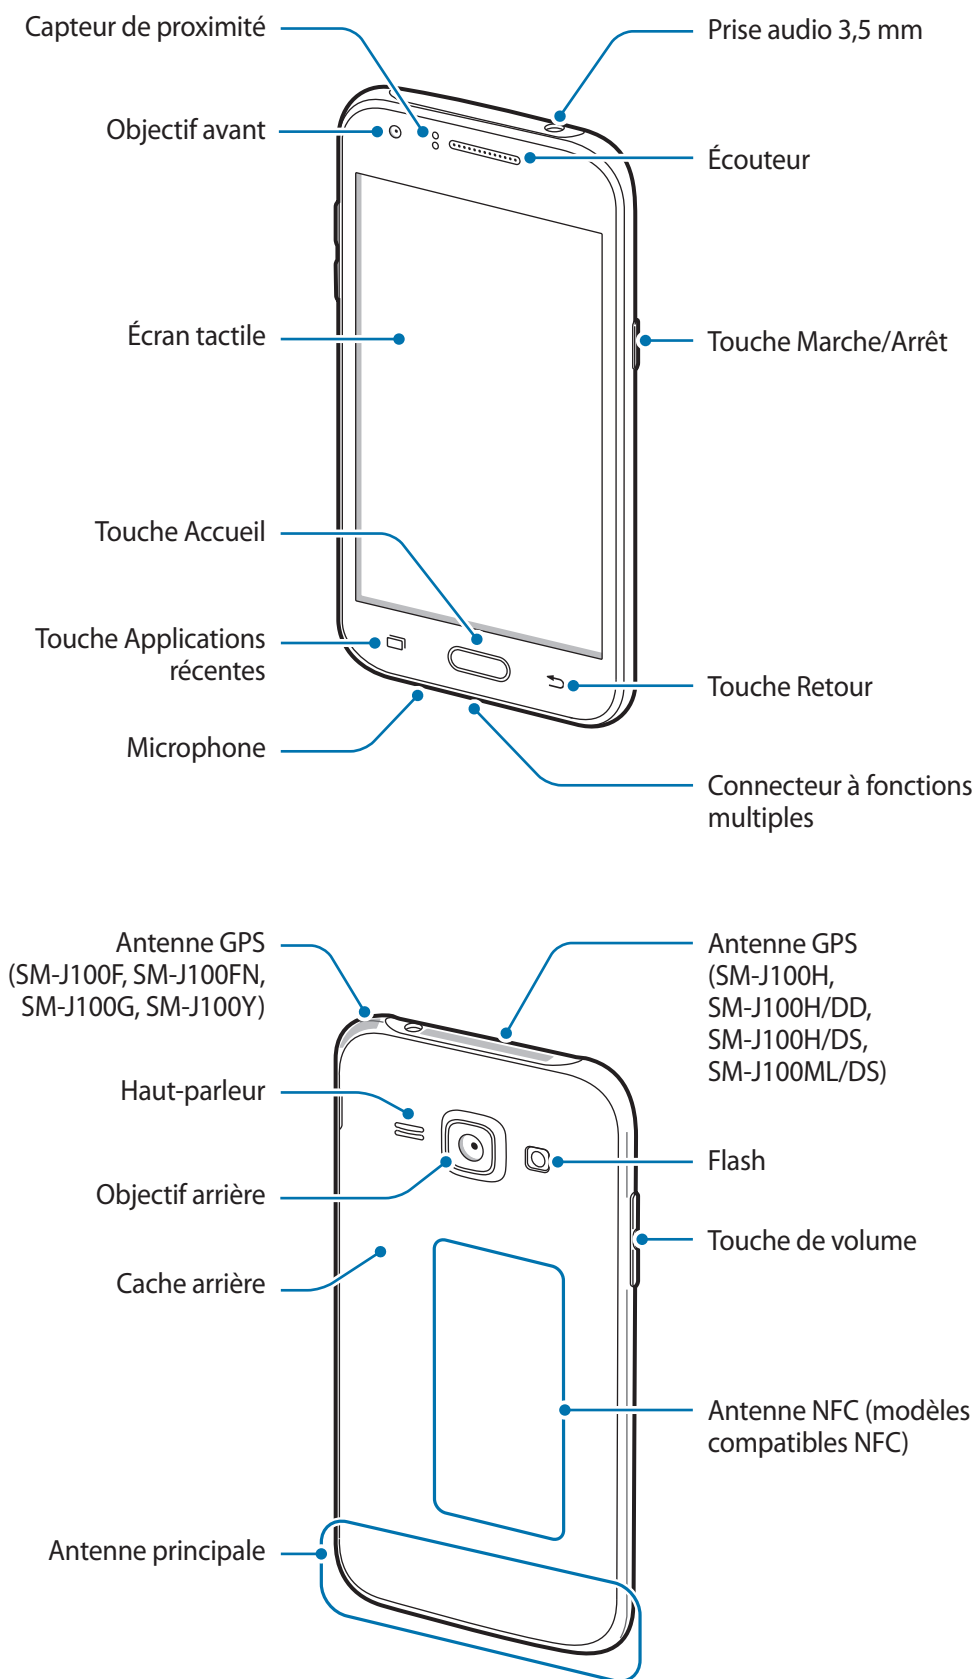 Capteur de proximité
Prise audio 3,5 mm
Objectif avant
Écouteur
Écran tactile
Touche Marche/Arrêt
Touche Accueil
Touche Applications
récentes
Touche Retour
Microphone
Connecteur à fonctions
multiples
Antenne GPS
(SM-J100F, SM-J100FN,
SM-J100G, SM-J100Y)
Antenne GPS
(SM-J100H,
SM-J100H/DD,
SM-J100H/DS,
SM-J100ML/DS)
Haut-parleur
Flash
Objectif arrière
Touche de volume
Cache arrière
Antenne NFC (modèles
compatibles NFC)
Antenne principale